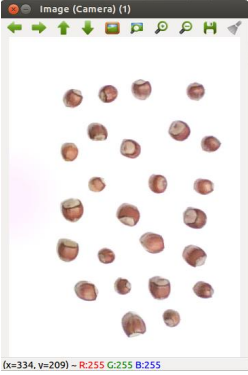 Image (Camera) (1)
(x=334, y=209) ~ R:255 G:255 B:255